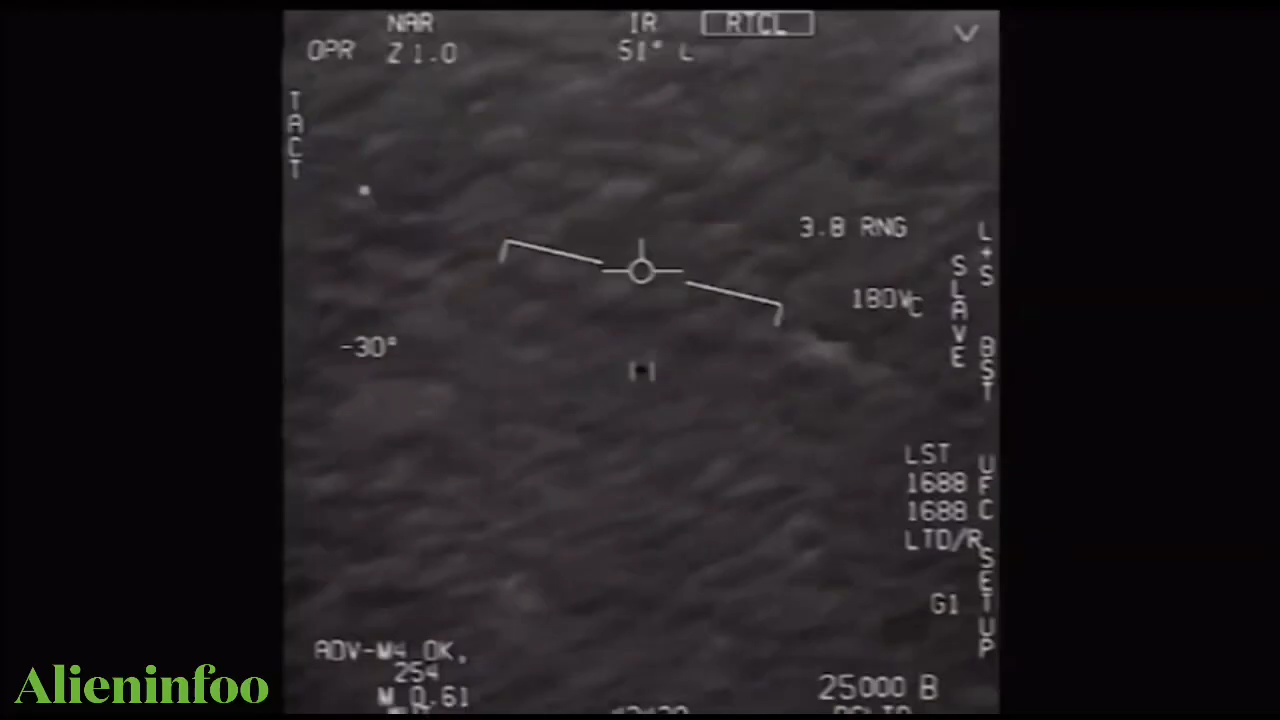 NAR
IR
RTCL
OPR
Z 1.0
51° L
TACT
3.8 RNG
L+S
SLAVE
180
-30°
BST
LST
1688
1688
LTD/R
UFC
SETUP
G1
ADV-M4 OK,
254
M 0.61
25000 B
Alieninfoo